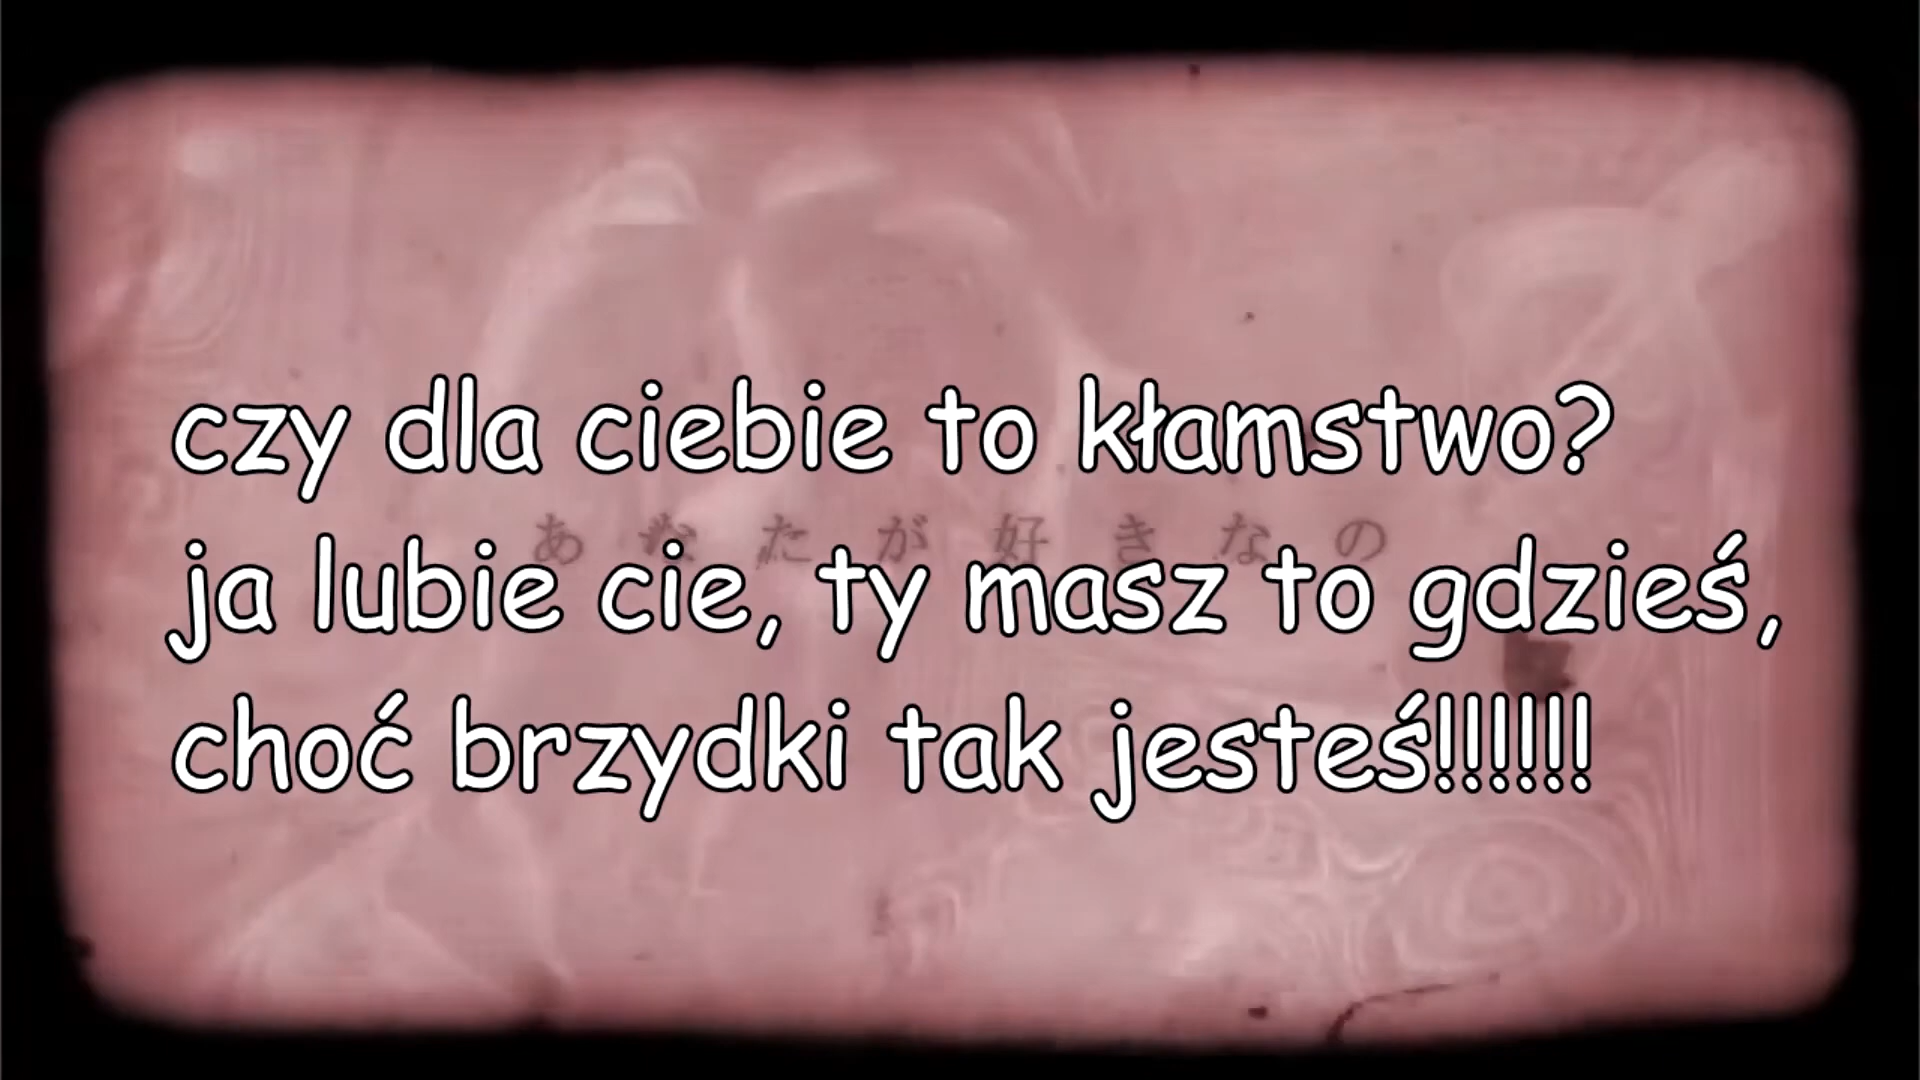 czy dla ciebie to kłamstwo?
あなたが好きなの
ja lubie cie, ty masz to gdzieś,
choć brzydki tak jesteś!!!!!!